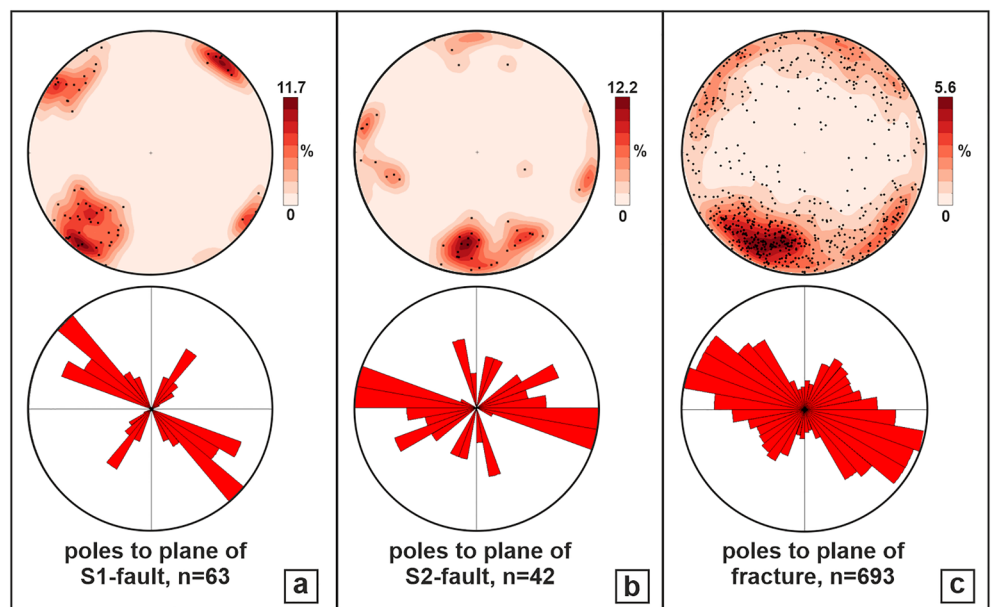 11.7
%
0
12.2
%
0
5.6
%
0
poles to plane of
S1-fault, n=63
a
poles to plane of
S2-fault, n=42
b
poles to plane of
fracture, n=693
c